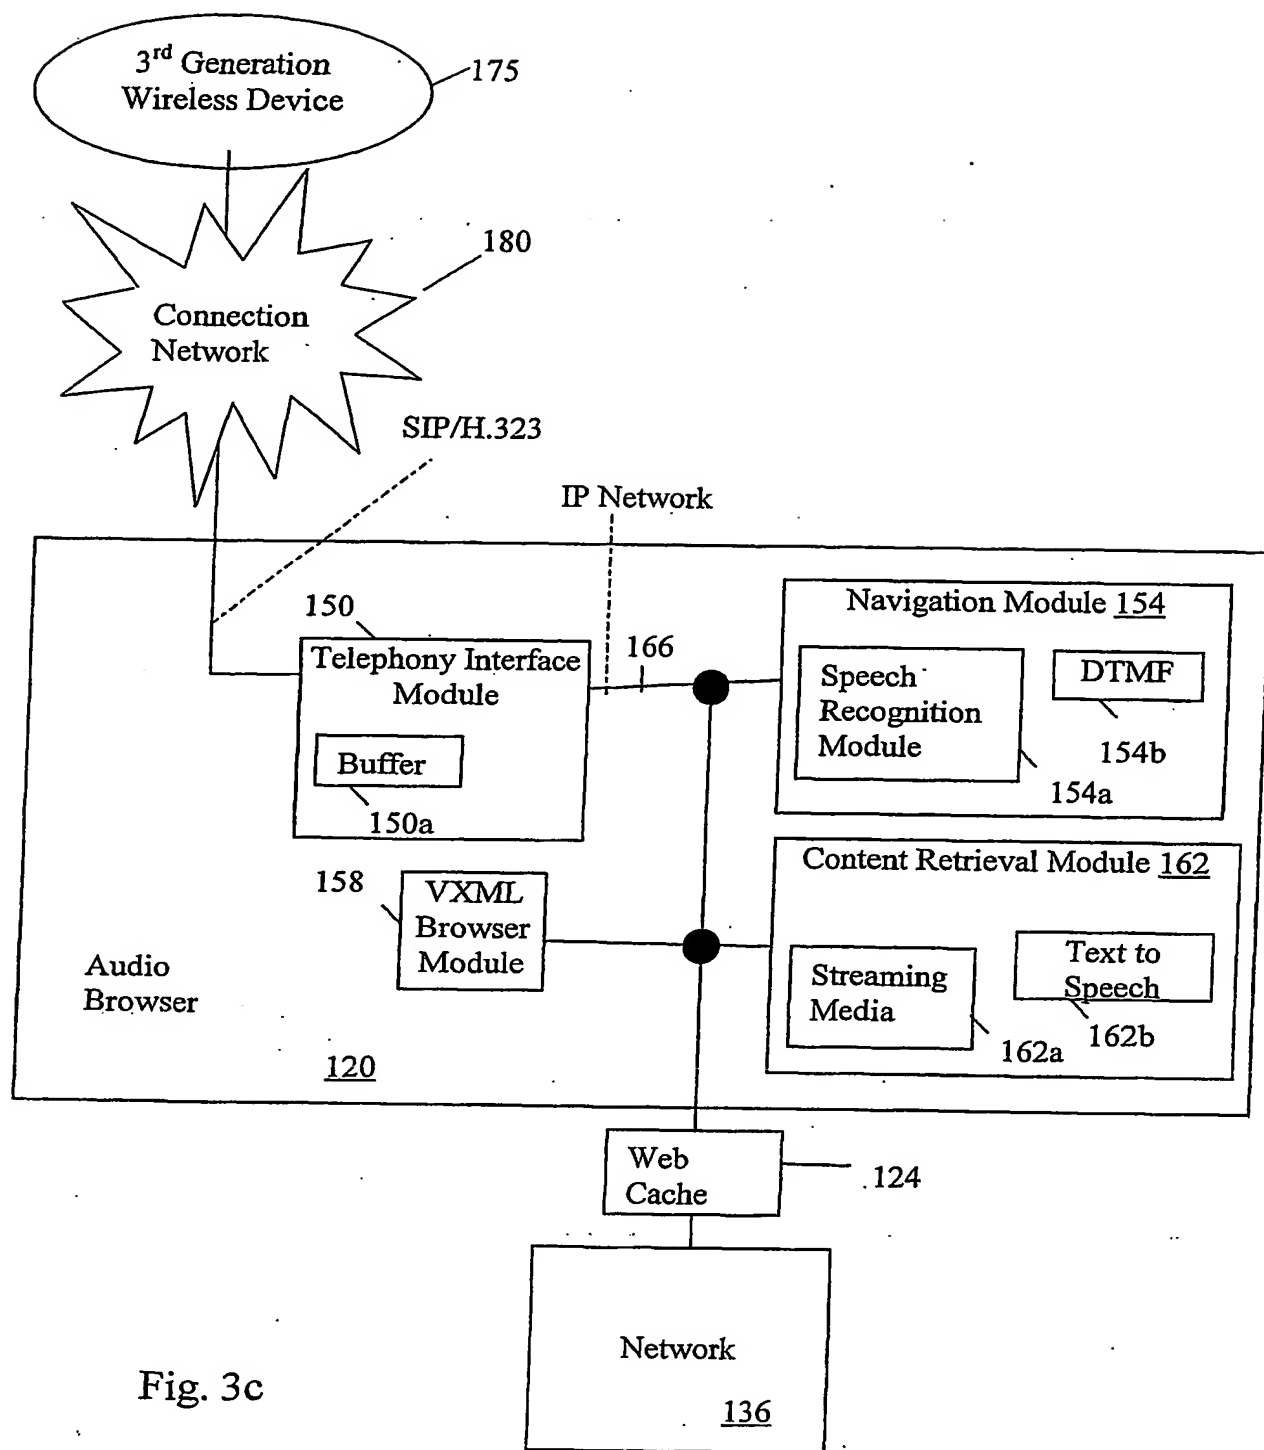 3rd Generation
Wireless Device
175
180
Connection
Network
SIP/H.323
IP Network
150
Telephony Interface
Module
Buffer
150a
166
Navigation Module 154
Speech
Recognition
Module
DTMF
154b
154a
158
VXML
Browser
Module
Content Retrieval Module 162
Streaming
Media
Text to
Speech
162a
162b
Audio
Browser
120
Web
Cache
124
Network
136
Fig. 3c